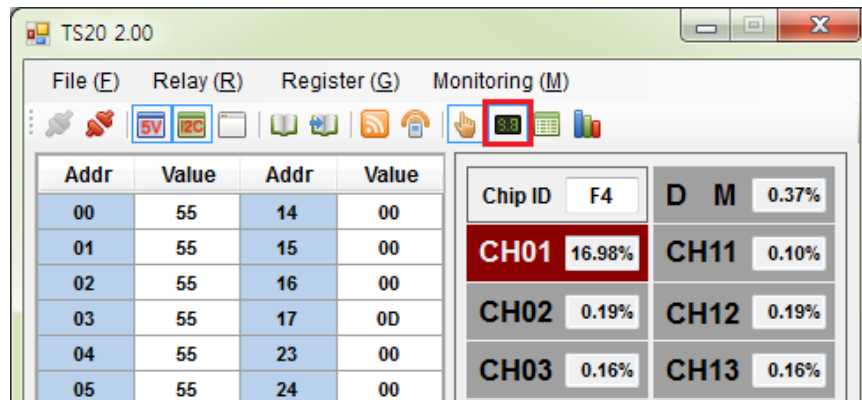 TS20 2.00
File (F) Relay (R) Register (G) Monitoring (M)
5V I2C 8.8
Addr Value Addr Value
00 55 14 00
01 55 15 00
02 55 16 00
03 55 17 0D
04 55 23 00
05 55 24 00
Chip ID F4 D M 0.37%
CH01 16.98% CH11 0.10%
CH02 0.19% CH12 0.19%
CH03 0.16% CH13 0.16%